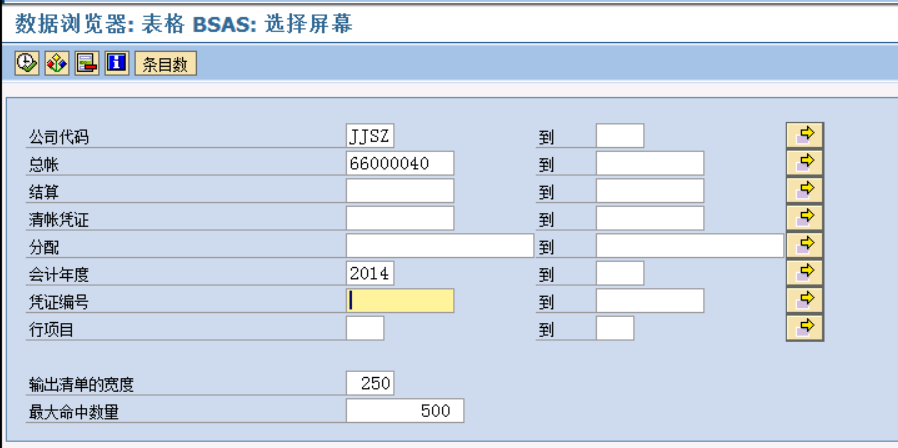 数据浏览器: 表格 BSAS: 选择屏幕
条目数
公司代码 JJSZ 到
总帐 66000040 到
结算 到
清帐凭证 到
分配 到
会计年度 2014 到
凭证编号 到
行项目 到
输出清单的宽度 250
最大命中数量 500